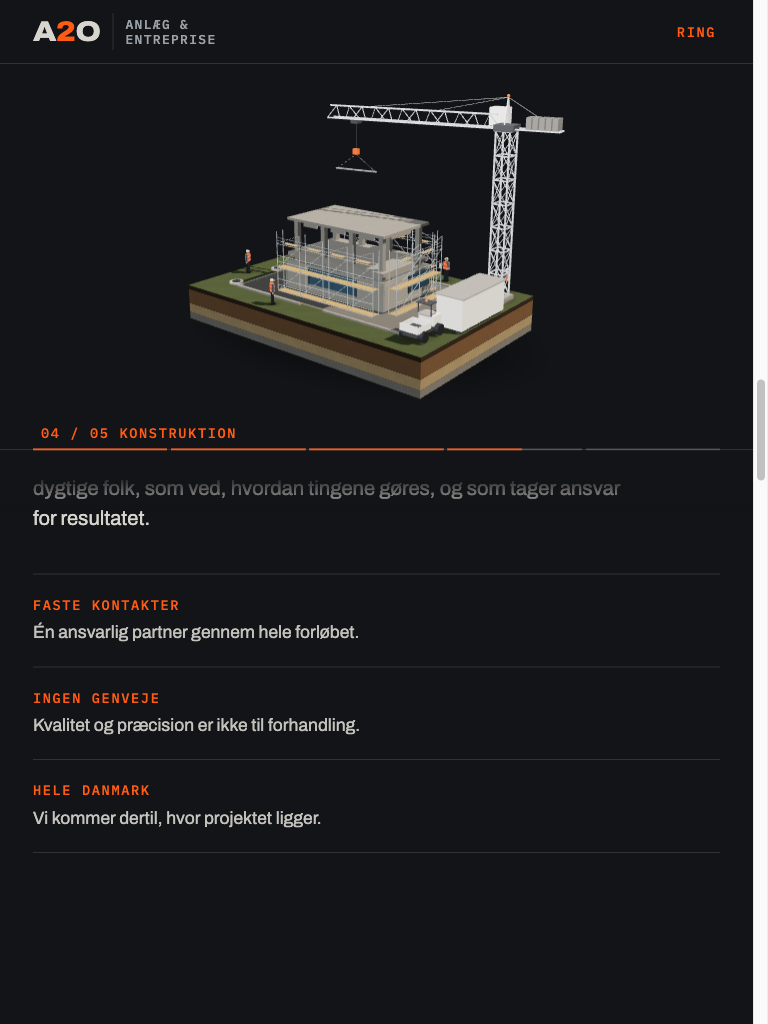 A2O
ANLÆG &
ENTREPRISE
RING
04 / 05 KONSTRUKTION
dygtige folk, som ved, hvordan tingene gøres, og som tager ansvar
for resultatet.
FASTE KONTAKTER
Én ansvarlig partner gennem hele forløbet.
INGEN GENVEJE
Kvalitet og præcision er ikke til forhandling.
HELE DANMARK
Vi kommer dertil, hvor projektet ligger.